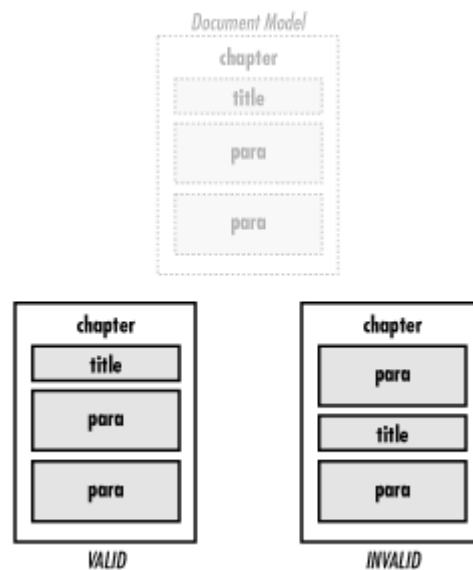 Document Model
chapter
title
para
para
chapter
title
para
para
VALID
chapter
para
title
para
INVALID